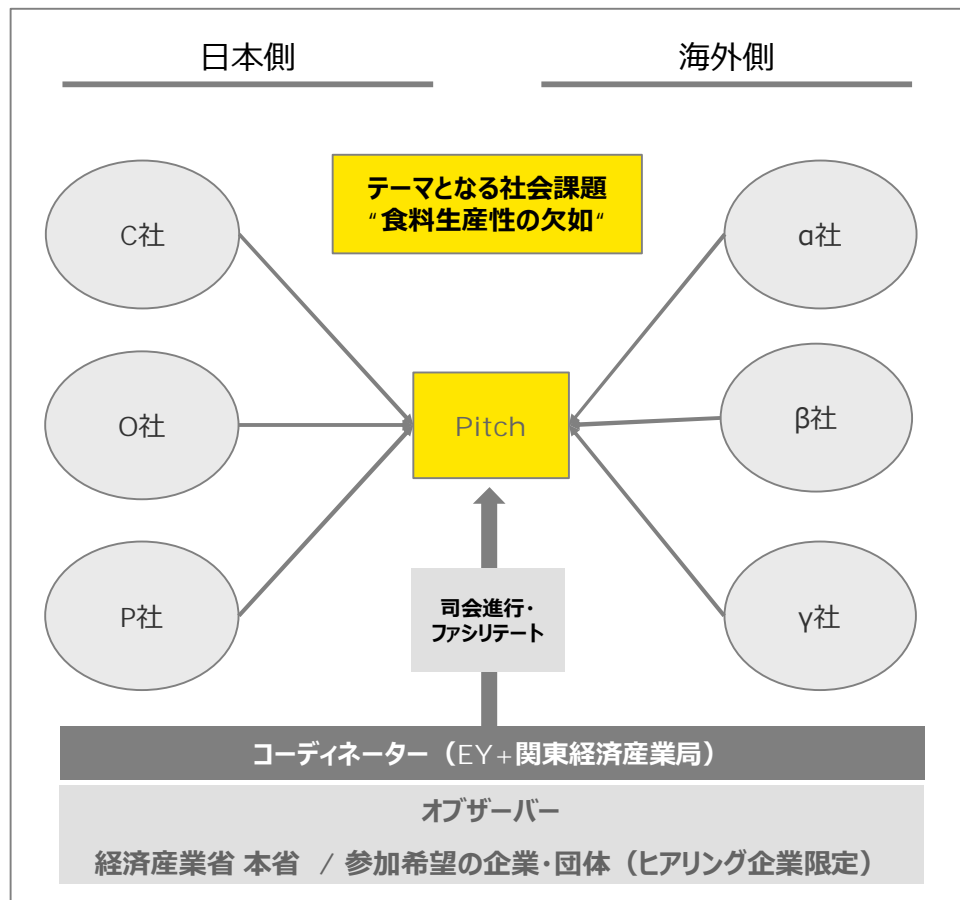 日本側
海外側
テーマとなる社会課題
“食料生産性の欠如“
C社
α社
O社
Pitch
β社
P社
司会進行・
ファシリテート
γ社
コーディネーター（EY+関東経済産業局）
オブザーバー
経済産業省 本省 / 参加希望の企業・団体（ヒアリング企業限定）